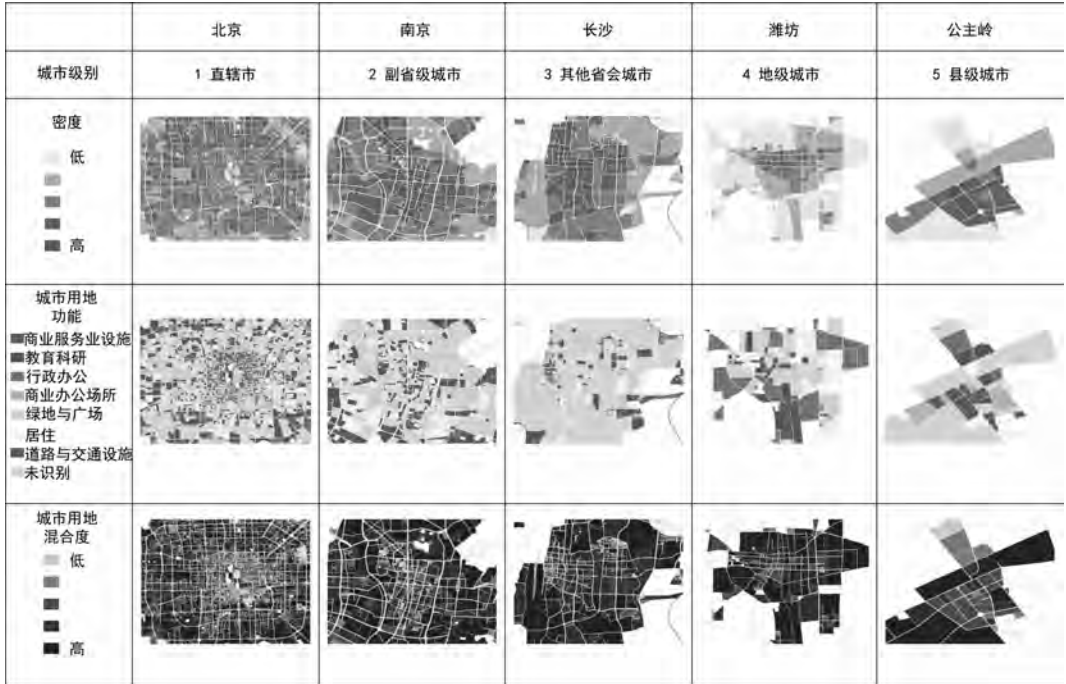 北京 南京 长沙 潍坊 公主岭
城市级别 1 直辖市 2 副省级城市 3 其他省会城市 4 地级城市 5 县级城市
密度
低
高
城市用地
功能
商业服务业设施
教育科研
行政办公
商业办公场所
绿地与广场
居住
道路与交通设施
未识别
城市用地
混合度
低
高